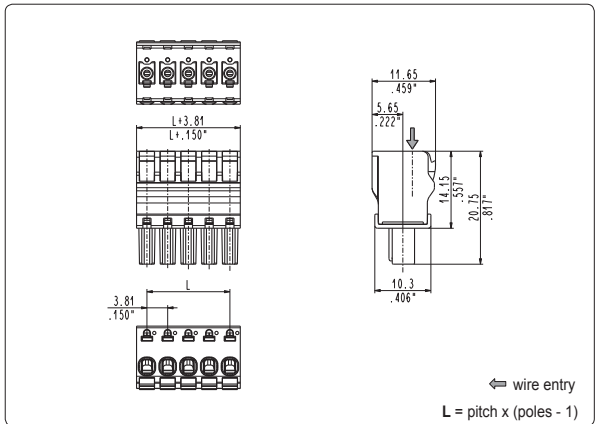 L+3.81
L+.150"
11.65
.459"
5.65
.222"
14.15
.557"
20.75
.817"
L
3.81
.150"
10.3
.406"
wire entry
L = pitch x (poles - 1)